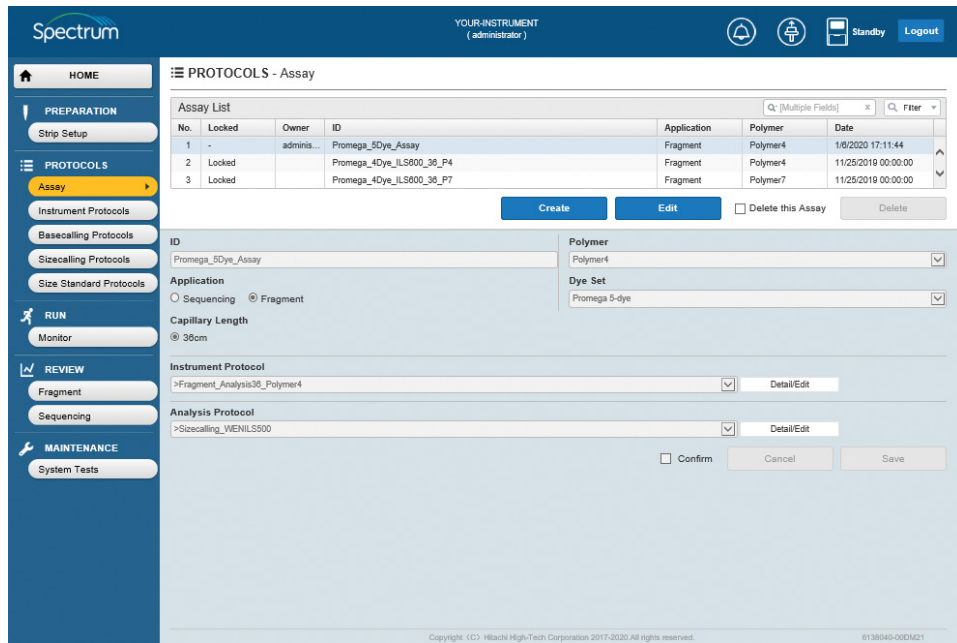 Spectrum
YOUR-INSTRUMENT
( administrator )
Standby
Logout
HOME
PREPARATION
Strip Setup
PROTOCOLS
Assay
Instrument Protocols
Basecalling Protocols
Sizecalling Protocols
Size Standard Protocols
RUN
Monitor
REVIEW
Fragment
Sequencing
MAINTENANCE
System Tests
PROTOCOLS - Assay
Assay List
[Multiple Fields] x Filter
No. Locked Owner ID Application Polymer Date
1 - adminis... Promega_5Dye_Assay Fragment Polymer4 1/6/2020 17:11:44
2 Locked Promega_4Dye_ILS600_36_P4 Fragment Polymer4 11/25/2019 00:00:00
3 Locked Promega_4Dye_ILS600_36_P7 Fragment Polymer7 11/25/2019 00:00:00
Create Edit Delete this Assay Delete
ID Polymer
Promega_5Dye_Assay Polymer4
Application Dye Set
Sequencing Fragment Promega 5-dye
Capillary Length
36cm
Instrument Protocol
>Fragment_Analysis36_Polymer4 Detail/Edit
Analysis Protocol
>Sizecalling_WENILS500 Detail/Edit
Confirm Cancel Save
Copyright (C) Hitachi High-Tech Corporation 2017-2020.All rights reserved. 6138040-00DM21